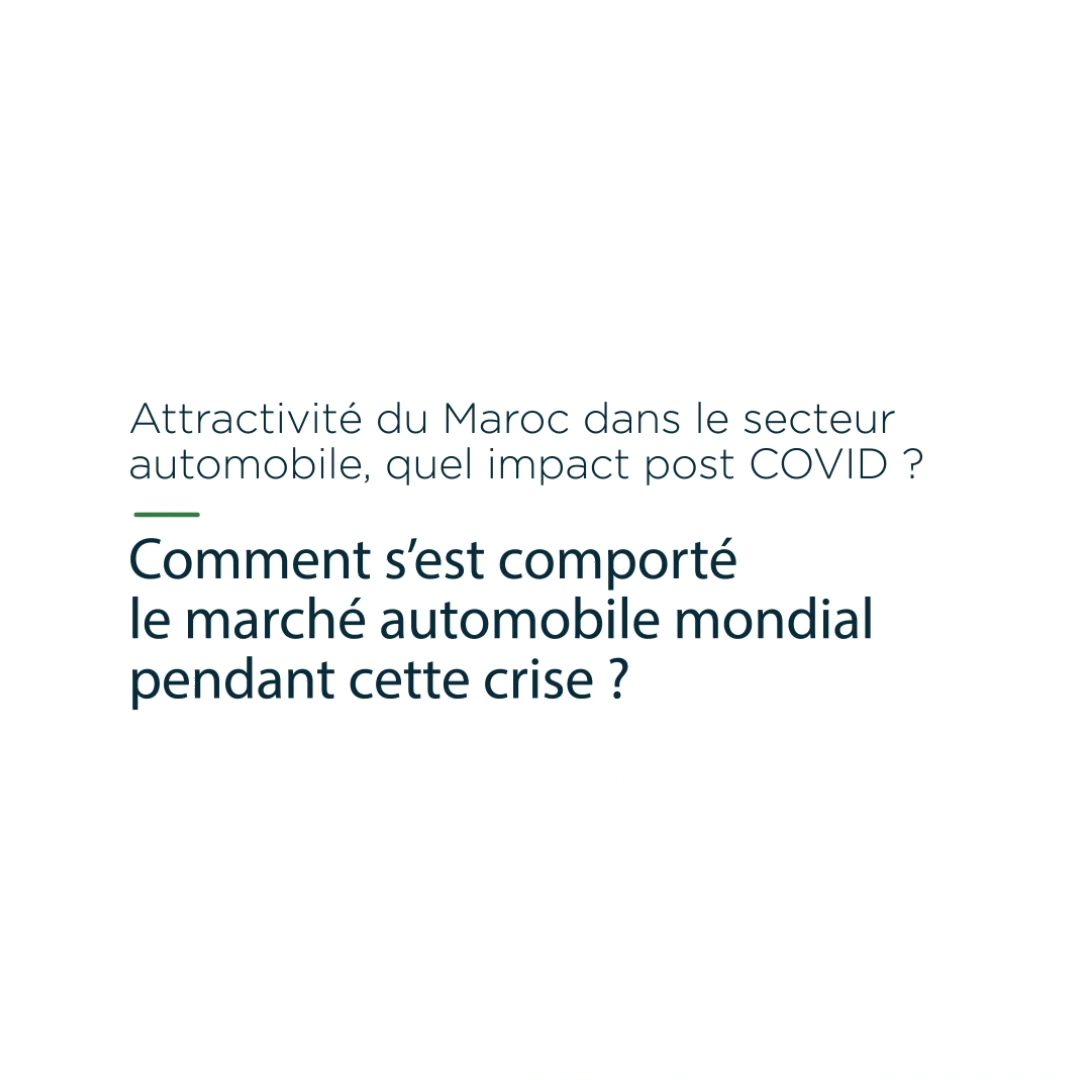 Attractivité du Maroc dans le secteur
automobile, quel impact post COVID ?
Comment s’est comporté
le marché automobile mondial
pendant cette crise ?